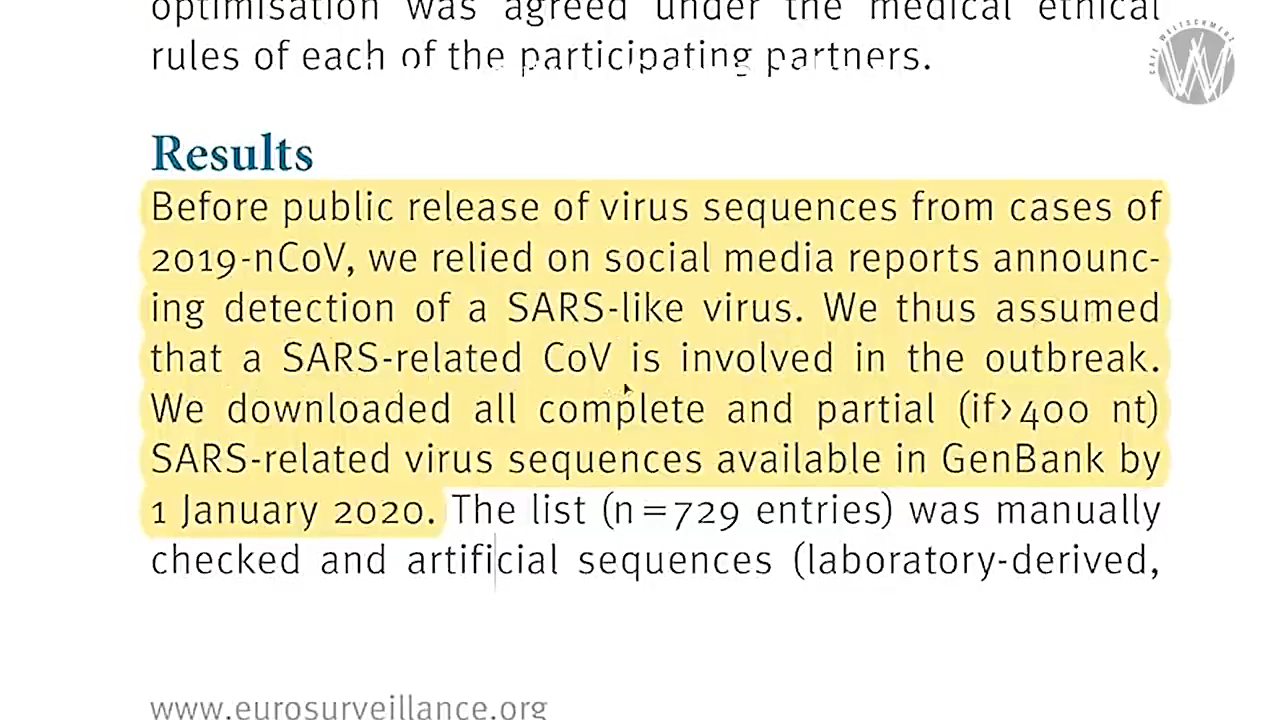 optimisation was agreed under the medical ethical
rules of each of the participating partners.
CAFÉ WELTSCHMERZ
Results
Before public release of virus sequences from cases of
2019-nCoV, we relied on social media reports announc-
ing detection of a SARS-like virus. We thus assumed
that a SARS-related CoV is involved in the outbreak.
We downloaded all complete and partial (if>400 nt)
SARS-related virus sequences available in GenBank by
1 January 2020. The list (n=729 entries) was manually
checked and artificial sequences (laboratory-derived,
www.eurosurveillance.org